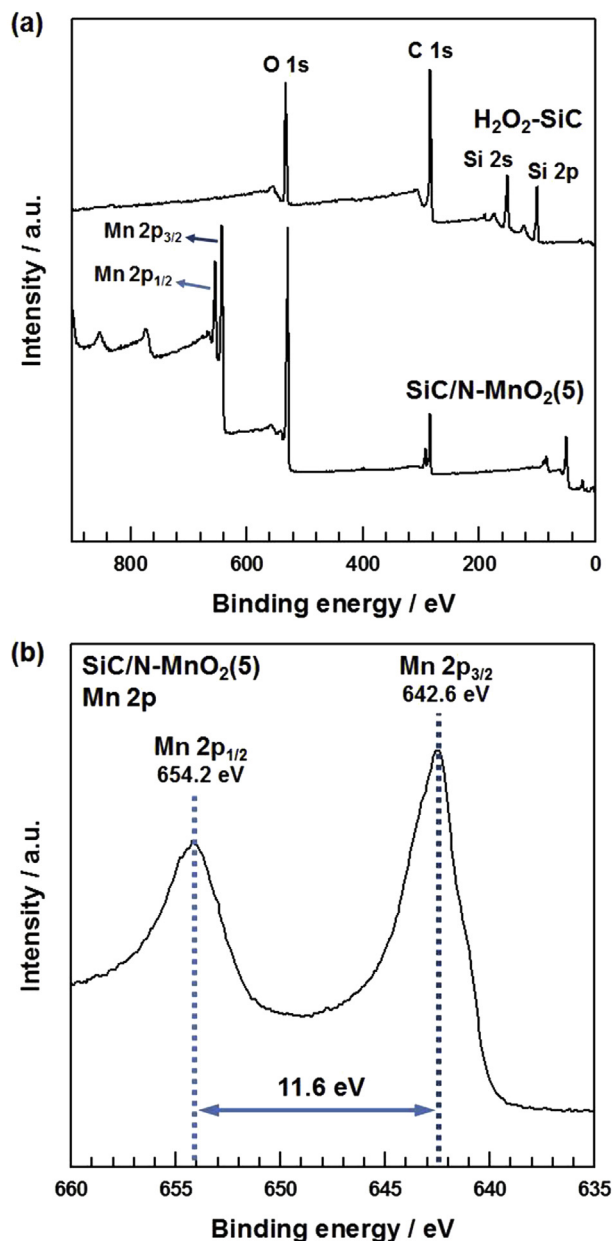 (a)
O 1s
C 1s
H₂O₂-SiC
Si 2s
Si 2p
Mn 2p₃/₂
Mn 2p₁/₂
SiC/N-MnO₂(5)
Intensity / a.u.
800 600 400 200 0
Binding energy / eV
(b)
SiC/N-MnO₂(5)
Mn 2p
Mn 2p₃/₂
642.6 eV
Mn 2p₁/₂
654.2 eV
11.6 eV
Intensity / a.u.
660 655 650 645 640 635
Binding energy / eV